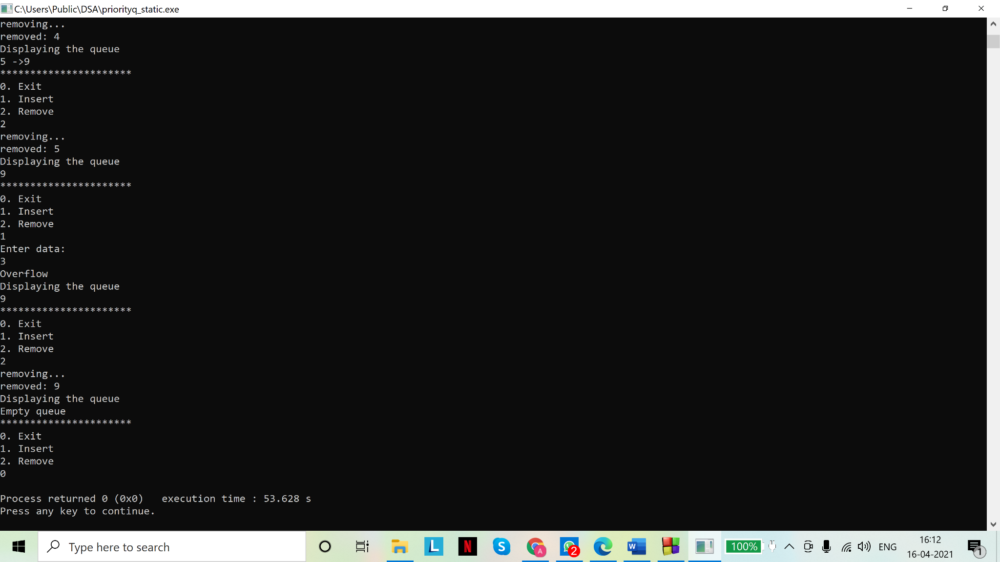 C:\Users\Public\DSA\priorityq_static.exe
removing...
removed: 4
Displaying the queue
5 ->9
**********************
0. Exit
1. Insert
2. Remove
2
removing...
removed: 5
Displaying the queue
9
**********************
0. Exit
1. Insert
2. Remove
1
Enter data:
3
Overflow
Displaying the queue
9
**********************
0. Exit
1. Insert
2. Remove
2
removing...
removed: 9
Displaying the queue
Empty queue
**********************
0. Exit
1. Insert
2. Remove
0
Process returned 0 (0x0)   execution time : 53.628 s
Press any key to continue.
Type here to search L N S A 2 W 100% ENG 16:12
16-04-2021 1